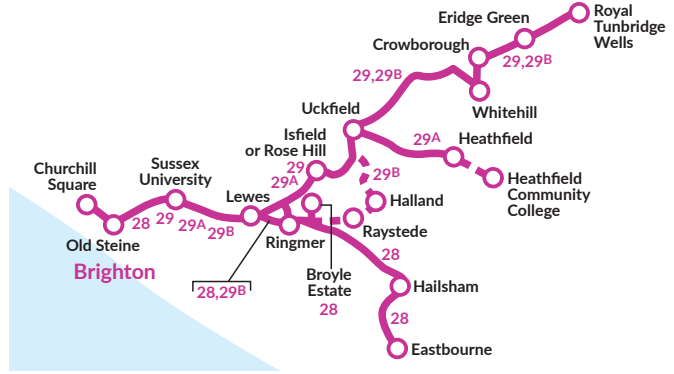 Royal
Tunbridge
Wells
Eridge Green
Crowborough
29,29B
29,29B
Whitehill
Uckfield
29A
Heathfield
Isfield
or Rose Hill
29
29A
29B
Heathfield
Community
College
Churchill
Square
Sussex
University
Lewes
Halland
28
29
29A
29B
Raystede
Old Steine
Ringmer
Brighton
28
28,29B
Broyle
Estate
28
Hailsham
28
Eastbourne